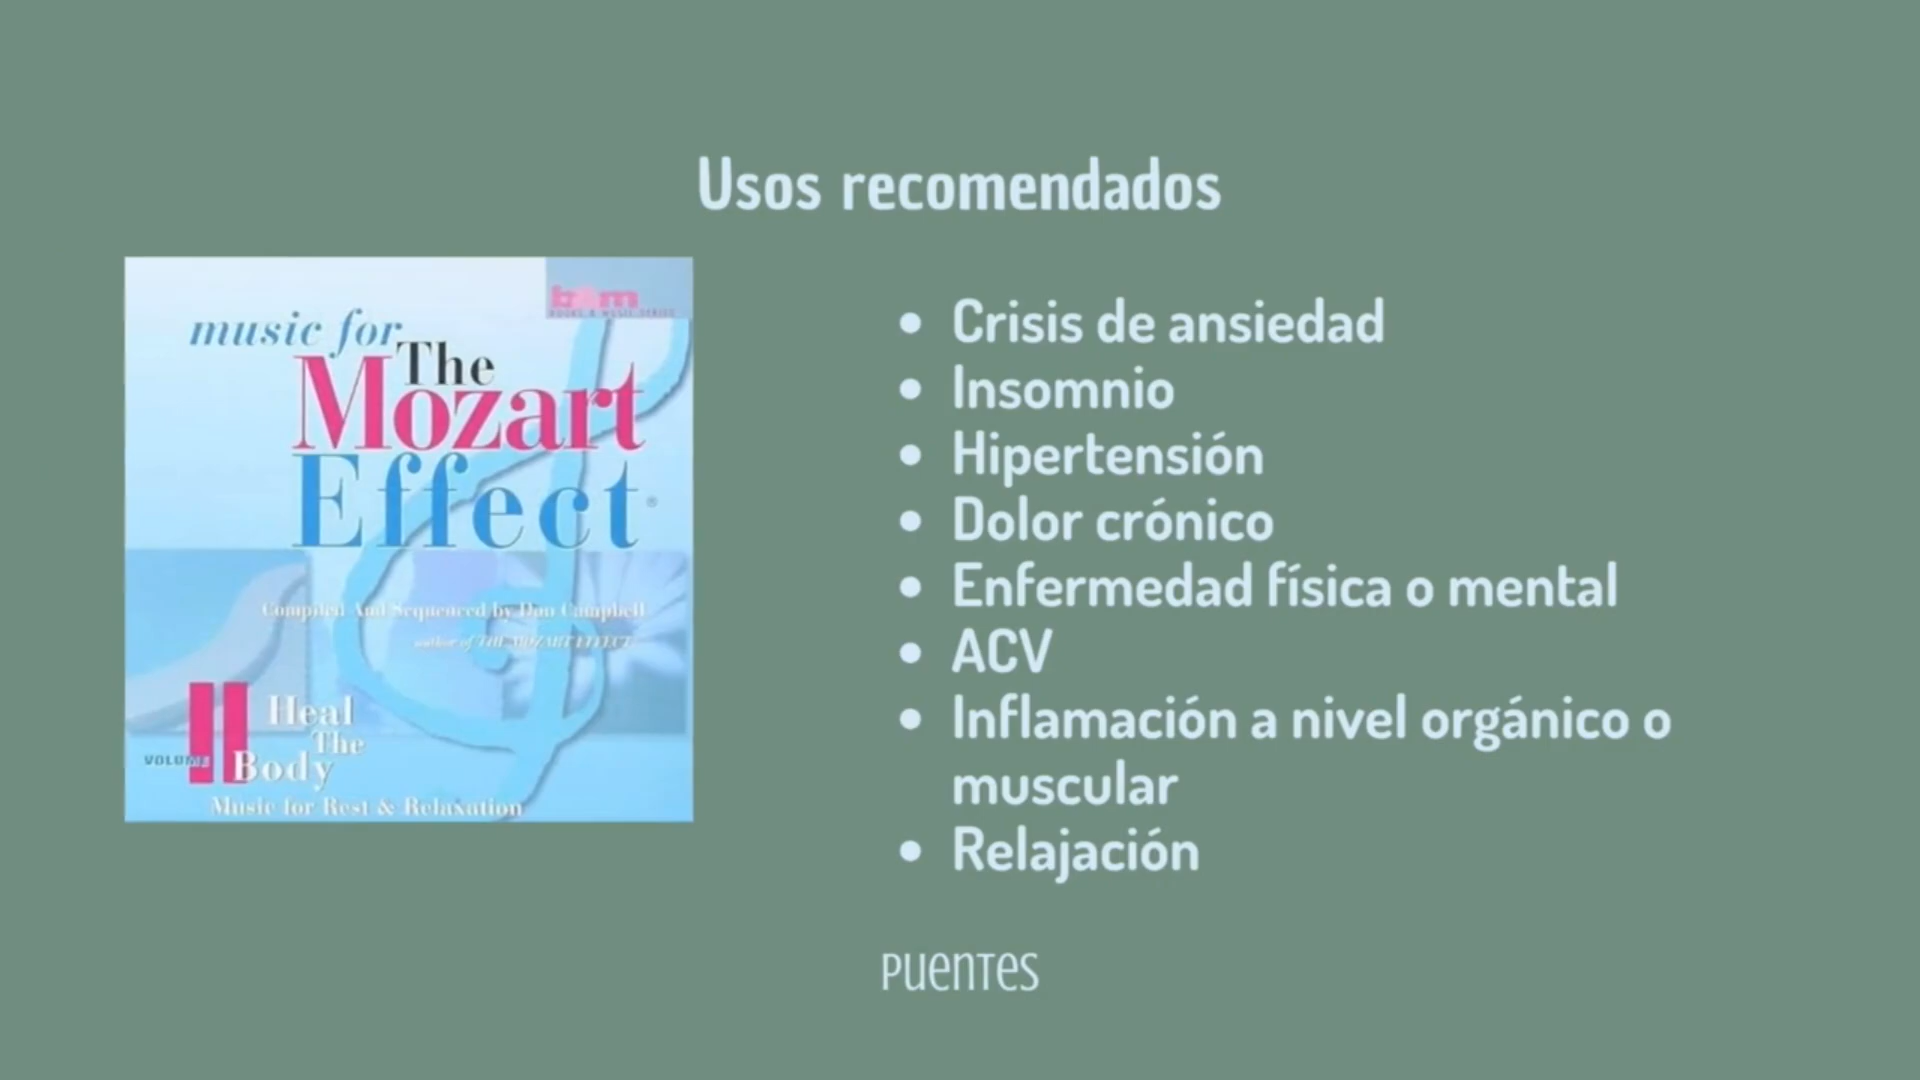 Usos recomendados
music for
The
Mozart
Effect
Compiled And Sequenced by Don Campbell
author of THE MOZART EFFECT
VOLUME II
Heal
The
Body
Music for Rest & Relaxation
• Crisis de ansiedad
• Insomnio
• Hipertensión
• Dolor crónico
• Enfermedad física o mental
• ACV
• Inflamación a nivel orgánico o
muscular
• Relajación
PUENTES